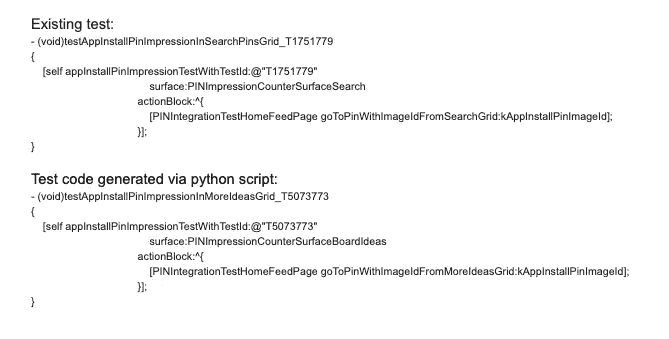 Existing test:
- (void)testAppInstallPinImpressionInSearchPinsGrid_T1751779
{
[self appInstallPinImpressionTestWithTestId:@"T1751779"
surface:PINImpressionCounterSurfaceSearch
actionBlock:^{
[PINIntegrationTestHomeFeedPage goToPinWithImageIdFromSearchGrid:kAppInstallPinImageId];
}];
}
Test code generated via python script:
- (void)testAppInstallPinImpressionInMoreIdeasGrid_T5073773
{
[self appInstallPinImpressionTestWithTestId:@"T5073773"
surface:PINImpressionCounterSurfaceBoardIdeas
actionBlock:^{
[PINIntegrationTestHomeFeedPage goToPinWithImageIdFromMoreIdeasGrid:kAppInstallPinImageId];
}];
}